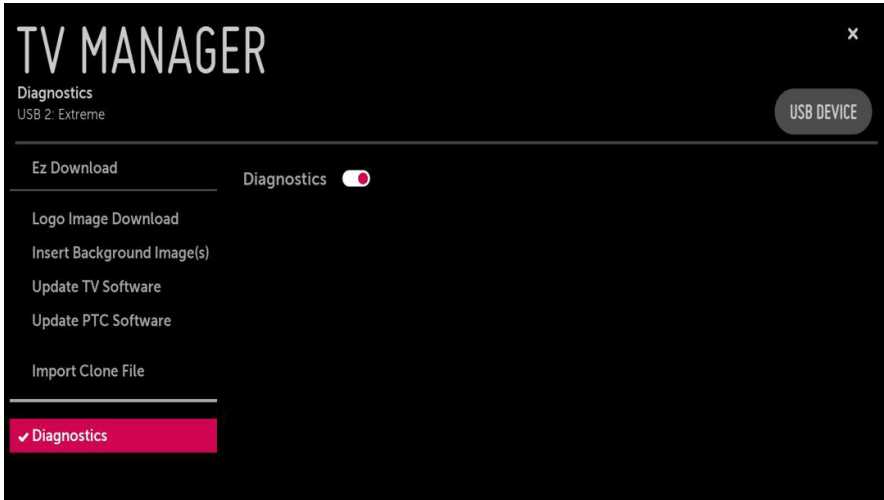 TV MANAGER
×
Diagnostics
USB 2: Extreme
USB DEVICE
Ez Download
Diagnostics
Logo Image Download
Insert Background Image(s)
Update TV Software
Update PTC Software
Import Clone File
✔ Diagnostics